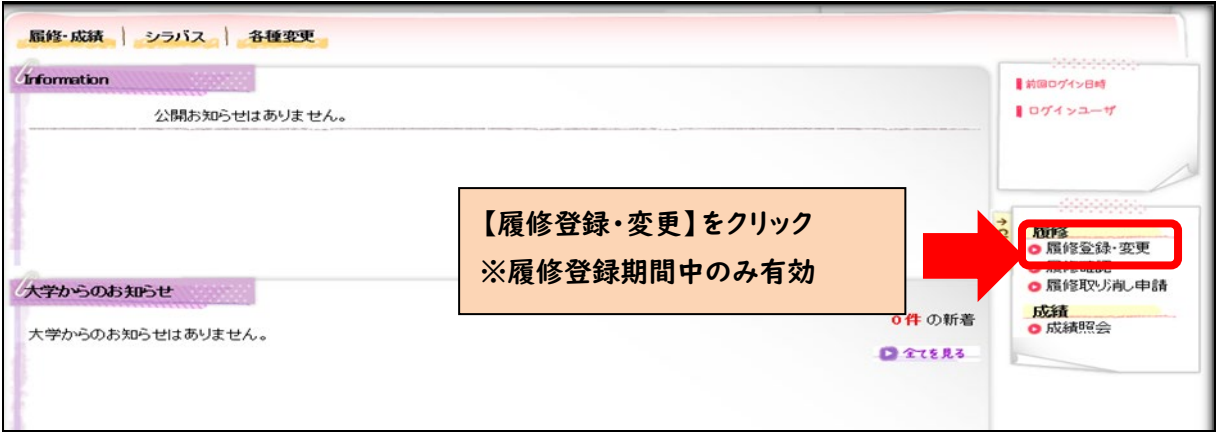 履修・成績 | シラバス | 各種変更
Information
公開お知らせはありません。
大学からのお知らせ
大学からのお知らせはありません。
0件 の新着
全てを見る
【履修登録・変更】をクリック
※履修登録期間中のみ有効
前回ログイン日時
ログインユーザ
履修
履修登録・変更
履修確認
履修取り消し申請
成績
成績照会